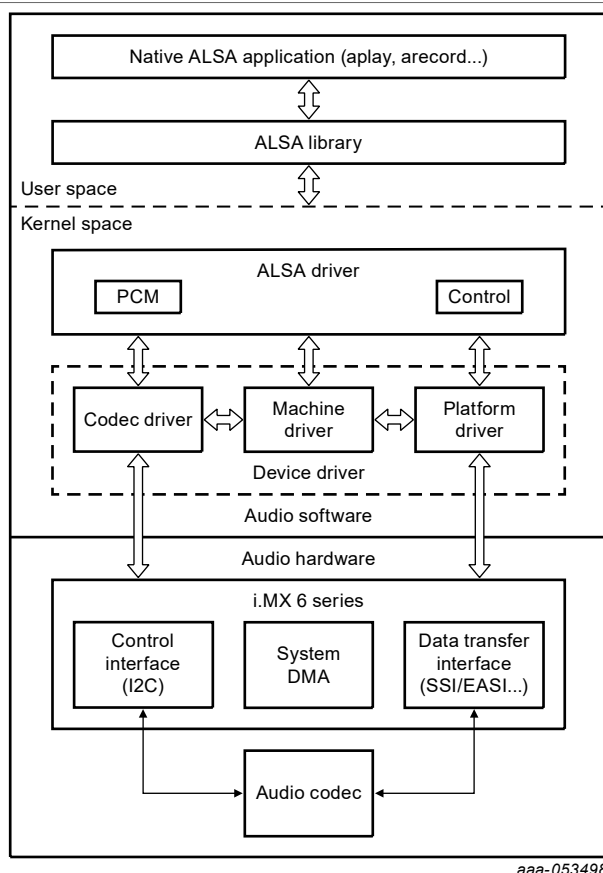 Native ALSA application (aplay, arecord...)
ALSA library
User space
Kernel space
ALSA driver
PCM
Control
Codec driver
Machine
driver
Platform
driver
Device driver
Audio software
Audio hardware
i.MX 6 series
Control
interface
(I2C)
System
DMA
Data transfer
interface
(SSI/EASI...)
Audio codec
aaa-053498